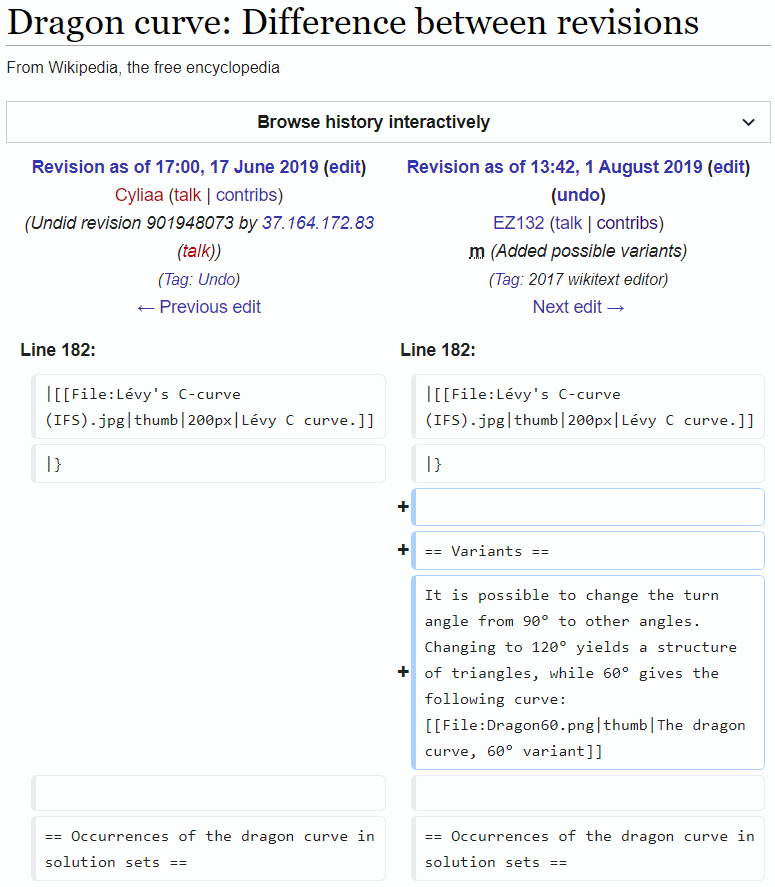 Dragon curve: Difference between revisions
From Wikipedia, the free encyclopedia
Browse history interactively
Revision as of 17:00, 17 June 2019 (edit)
Cyliaa (talk | contribs)
(Undid revision 901948073 by 37.164.172.83
(talk))
(Tag: Undo)
← Previous edit
Revision as of 13:42, 1 August 2019 (edit)
(undo)
EZ132 (talk | contribs)
m (Added possible variants)
(Tag: 2017 wikitext editor)
Next edit →
Line 182:
Line 182:
|[[File:Lévy's C-curve
(IFS).jpg|thumb|200px|Lévy C curve.]]
|[[File:Lévy's C-curve
(IFS).jpg|thumb|200px|Lévy C curve.]]
|}
|}
+
+ == Variants ==
It is possible to change the turn
angle from 90° to other angles.
Changing to 120° yields a structure
+ of triangles, while 60° gives the
following curve:
[[File:Dragon60.png|thumb|The dragon
curve, 60° variant]]
== Occurrences of the dragon curve in
solution sets ==
== Occurrences of the dragon curve in
solution sets ==